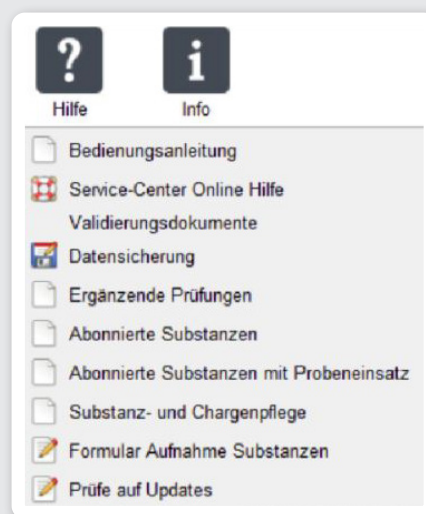 ?
i
Hilfe
Info
Bedienungsanleitung
Service-Center Online Hilfe
Validierungsdokumente
Datensicherung
Ergänzende Prüfungen
Abonnierte Substanzen
Abonnierte Substanzen mit Probeneinsatz
Substanz- und Chargenpflege
Formular Aufnahme Substanzen
Prüfe auf Updates